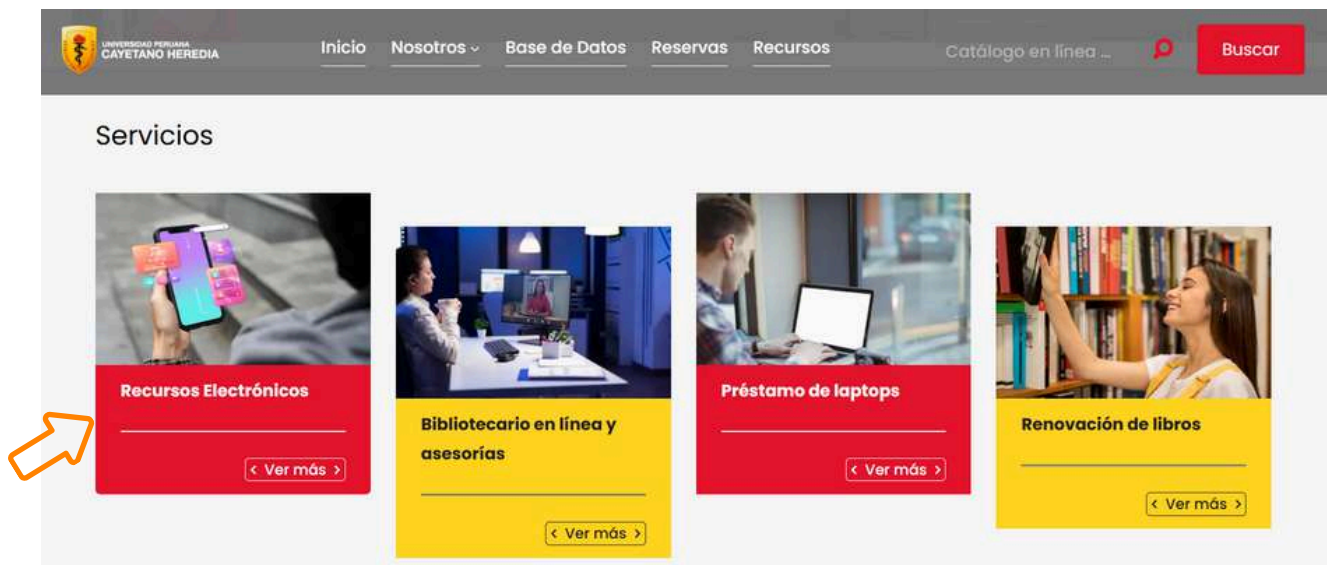 UNIVERSIDAD PERUANA
CAYETANO HEREDIA
Inicio
Nosotros
Base de Datos
Reservas
Recursos
Catálogo en línea ...
Buscar
Servicios
Recursos Electrónicos
< Ver más >
Bibliotecario en línea y
asesorías
< Ver más >
Préstamo de laptops
< Ver más >
Renovación de libros
< Ver más >